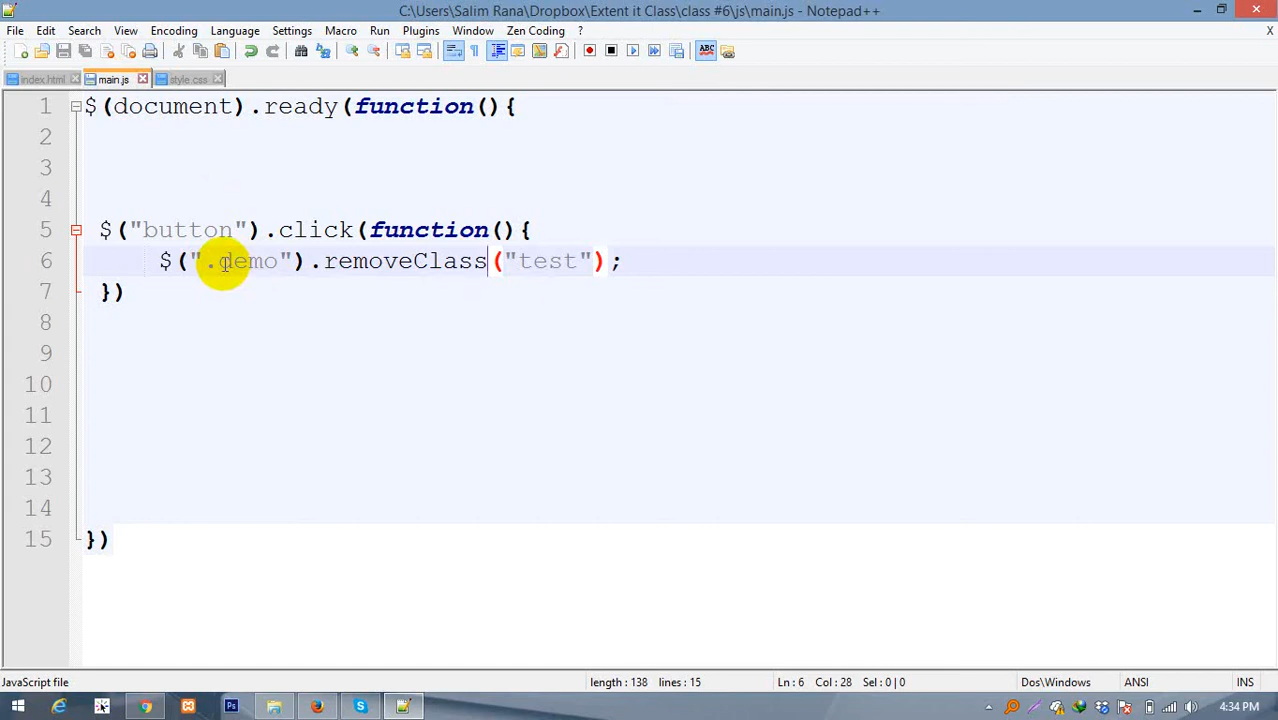 C:\Users\Salim Rana\Dropbox\Extent it Class\class #6\js\main.js - Notepad++
File Edit Search View Encoding Language Settings Macro Run Plugins Window Zen Coding ? X
index.html main.js style.css
1 $(document).ready(function(){
2
3
4
5 $("button").click(function(){
6 $(".demo").removeClass("test");
7 })
8
9
10
11
12
13
14
15 })
JavaScript file length : 138 lines : 15 Ln : 6 Col : 28 Sel : 0 | 0 Dos\Windows ANSI INS
4:34 PM